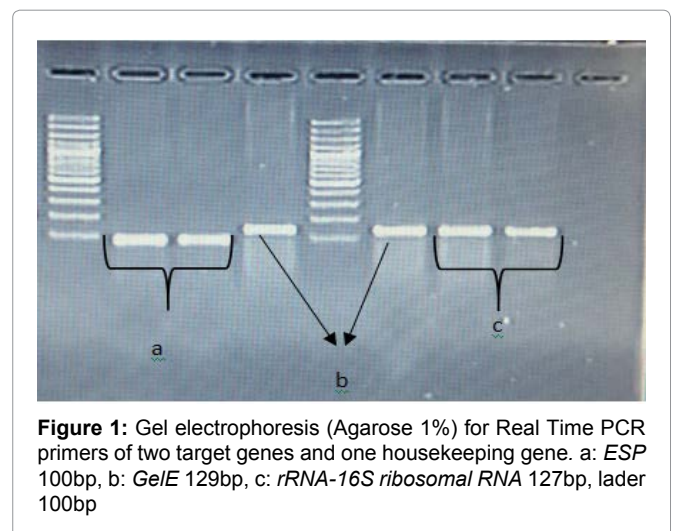 a
b
c
Figure 1: Gel electrophoresis (Agarose 1%) for Real Time PCR
primers of two target genes and one housekeeping gene. a: ESP
100bp, b: GelE 129bp, c: rRNA-16S ribosomal RNA 127bp, lader
100bp